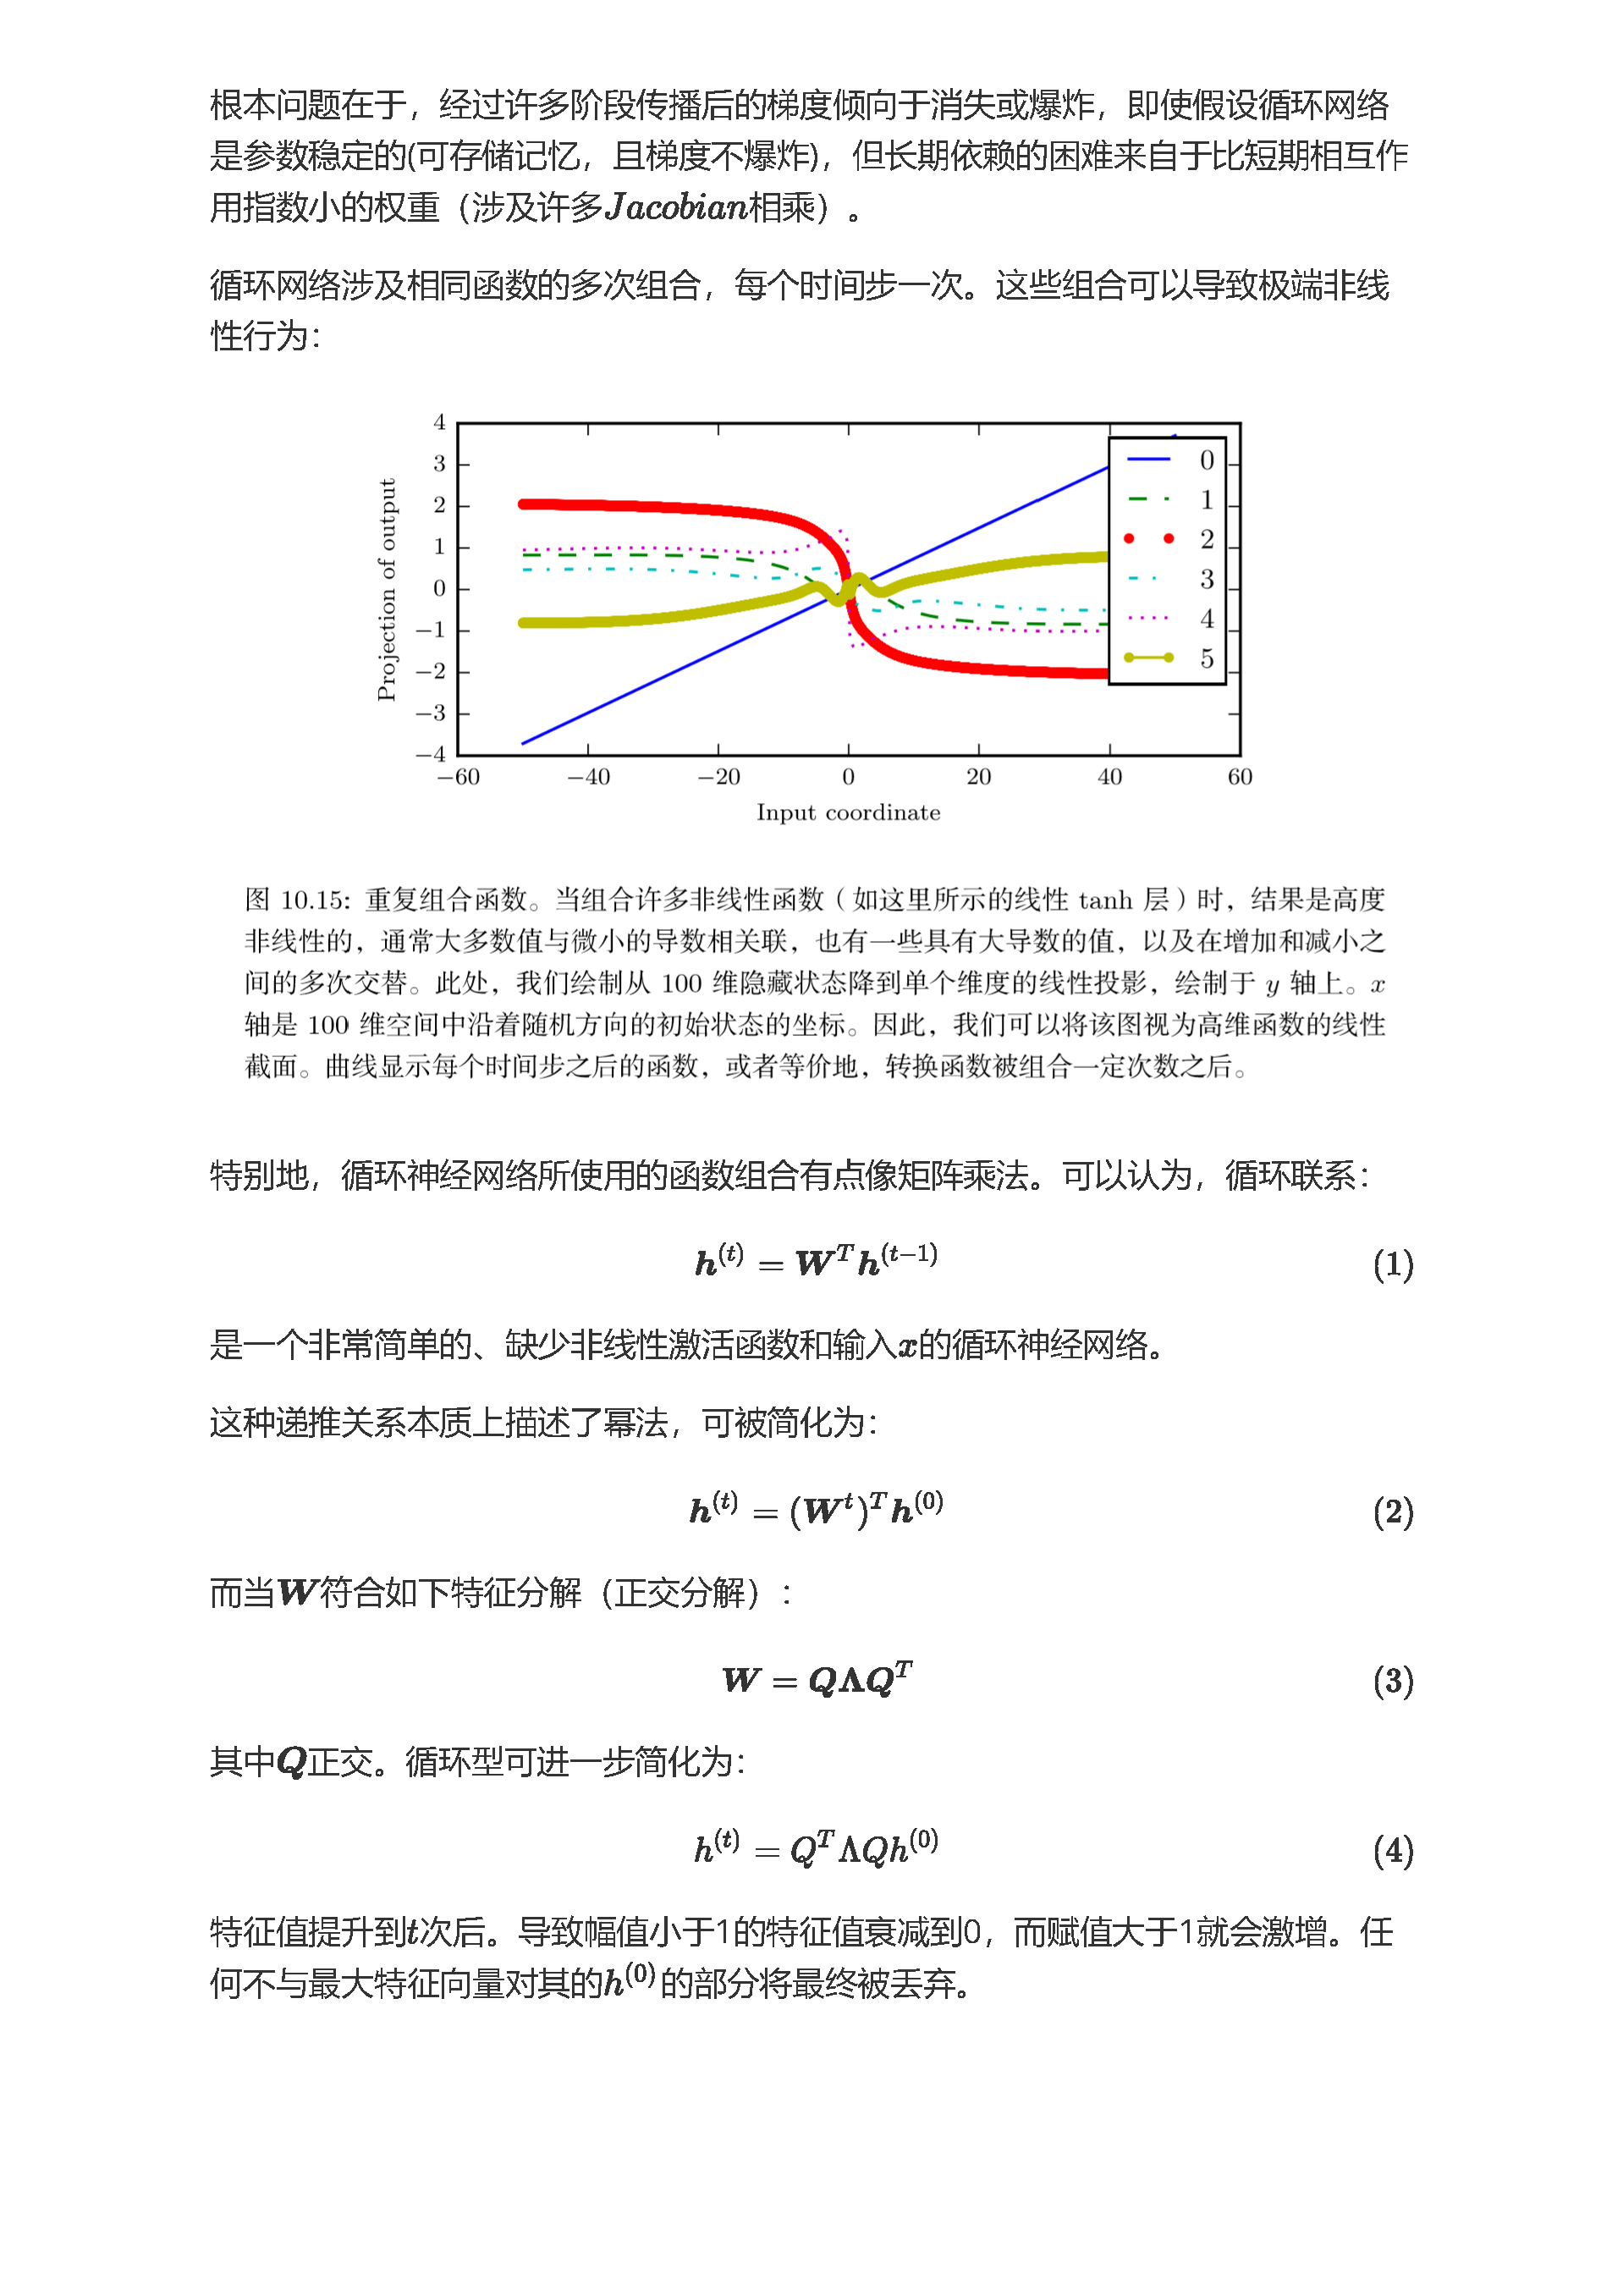 根本问题在于，经过许多阶段传播后的梯度倾向于消失或爆炸，即使假设循环网络
是参数稳定的(可存储记忆，且梯度不爆炸)，但长期依赖的困难来自于比短期相互作
用指数小的权重（涉及许多Jacobian相乘）。
循环网络涉及相同函数的多次组合，每个时间步一次。这些组合可以导致极端非线
性行为：
4
3
2
1
0
−1
−2
−3
−4
Projection of output
−60 −40 −20 0 20 40 60
Input coordinate
0
1
2
3
4
5
图 10.15: 重复组合函数。当组合许多非线性函数（如这里所示的线性 tanh 层）时，结果是高度
非线性的，通常大多数值与微小的导数相关联，也有一些具有大导数的值，以及在增加和减小之
间的多次交替。此处，我们绘制从 100 维隐藏状态降到单个维度的线性投影，绘制于 y 轴上。x
轴是 100 维空间中沿着随机方向的初始状态的坐标。因此，我们可以将该图视为高维函数的线性
截面。曲线显示每个时间步之后的函数，或者等价地，转换函数被组合一定次数之后。
特别地，循环神经网络所使用的函数组合有点像矩阵乘法。可以认为，循环联系：
h^{(t)} = W^T h^{(t−1)} (1)
是一个非常简单的、缺少非线性激活函数和输入x的循环神经网络。
这种递推关系本质上描述了幂法，可被简化为：
h^{(t)} = (W^t)^T h^{(0)} (2)
而当W符合如下特征分解（正交分解）：
W = QΛQ^T (3)
其中Q正交。循环型可进一步简化为：
h^{(t)} = Q^T ΛQh^{(0)} (4)
特征值提升到t次后。导致幅值小于1的特征值衰减到0，而赋值大于1就会激增。任
何不与最大特征向量对其的h^{(0)}的部分将最终被丢弃。